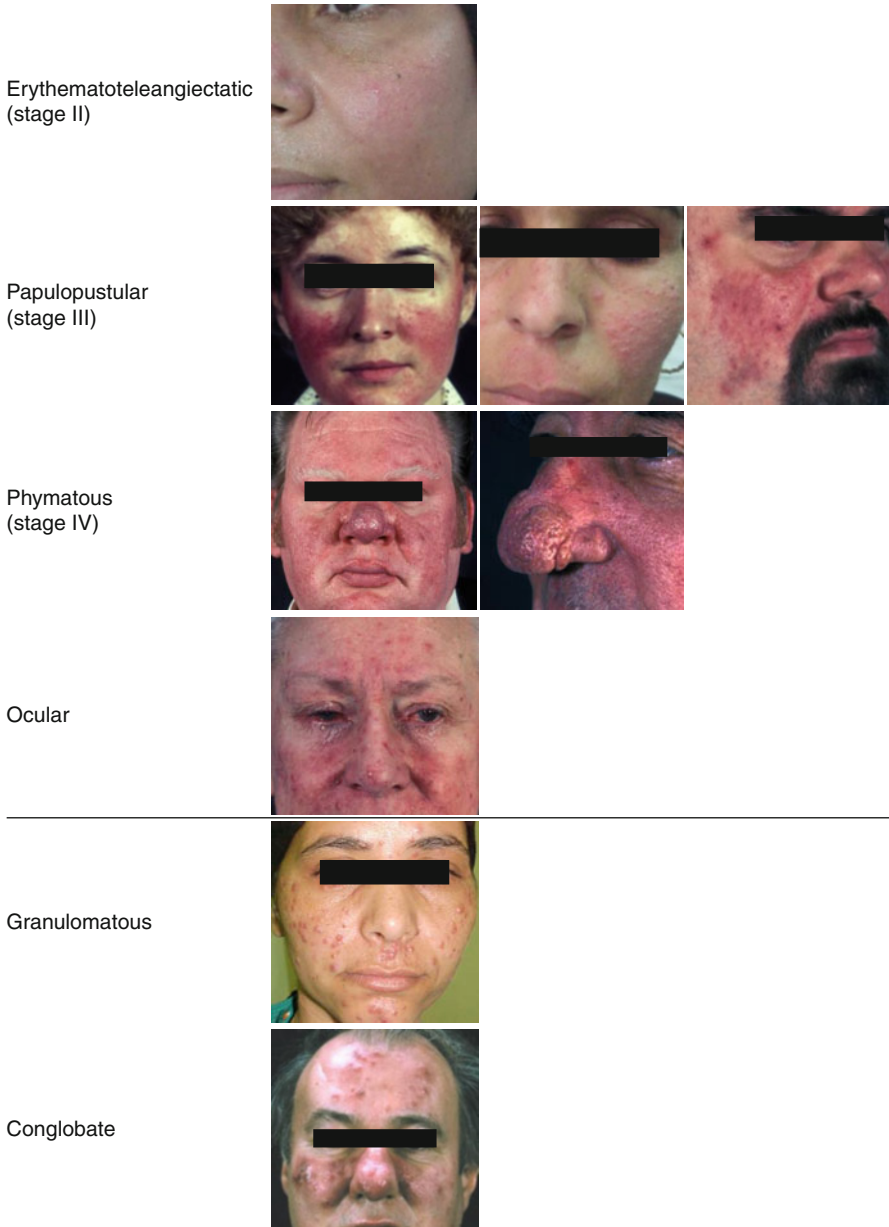 Erythematoteleangiectatic
(stage II)
Papulopustular
(stage III)
Phymatous
(stage IV)
Ocular
Granulomatous
Conglobate